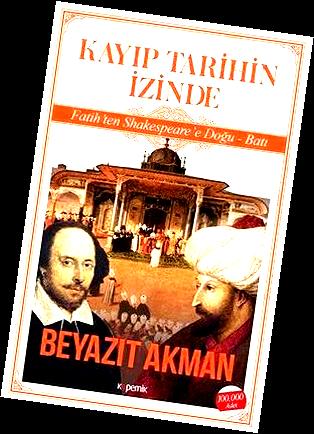 KAYIP TARİHİN
İZİNDE
Fatih'ten Shakespeare'e Doğu - Batı
BEYAZIT AKMAN
Kopernik
100.000
Adet